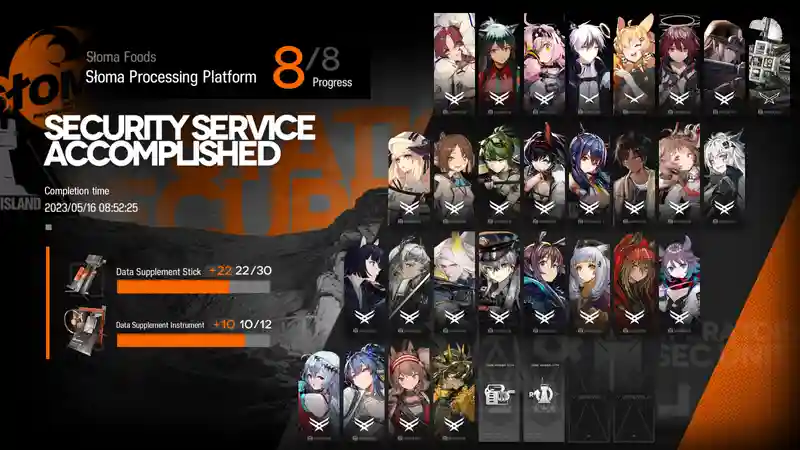 Słoma Foods
Słoma Processing Platform
8/8
Progress
SECURITY SERVICE
ACCOMPLISHED
Completion time
2023/05/16 08:52:25
ISLAND
Data Supplement Stick +22 22/30
Data Supplement Instrument +10 10/12